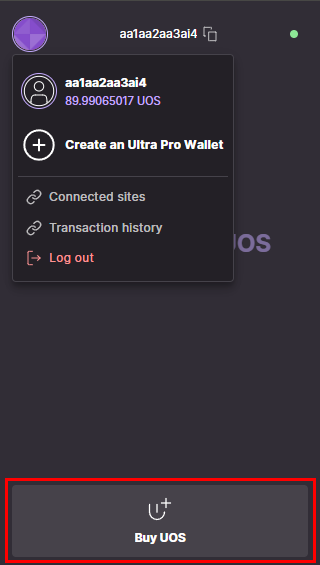 aa1aa2aa3ai4
aa1aa2aa3ai4
89.99065017 UOS
Create an Ultra Pro Wallet
Connected sites
Transaction history
UOS
Log out
Buy UOS